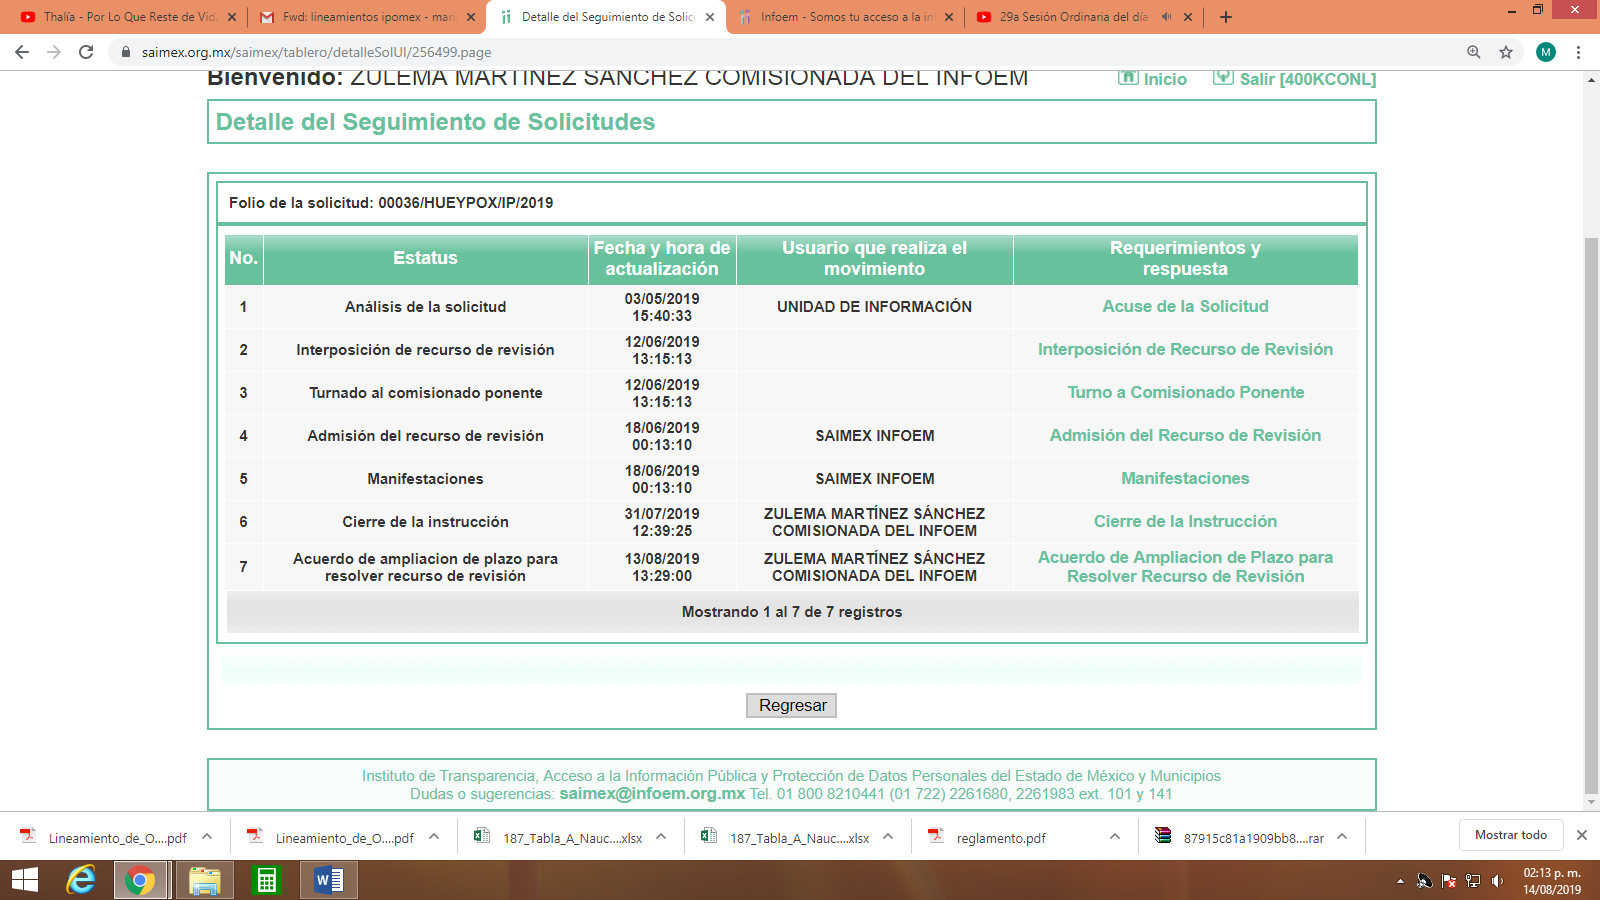 Thalía - Por Lo Que Reste de Vida
Fwd: lineamientos ipomex - mari
Detalle del Seguimiento de Solic
Infoem - Somos tu acceso a la in
29a Sesión Ordinaria del día
saimex.org.mx/saimex/tablero/detalleSolUI/256499.page
M
Bienvenido: ZULEMA MARTÍNEZ SÁNCHEZ COMISIONADA DEL INFOEM
Inicio
Salir [400KCONL]
Detalle del Seguimiento de Solicitudes
Folio de la solicitud: 00036/HUEYPOX/IP/2019
No.
Estatus
Fecha y hora de
actualización
Usuario que realiza el
movimiento
Requerimientos y
respuesta
1
Análisis de la solicitud
03/05/2019
15:40:33
UNIDAD DE INFORMACIÓN
Acuse de la Solicitud
2
Interposición de recurso de revisión
12/06/2019
13:15:13
Interposición de Recurso de Revisión
3
Turnado al comisionado ponente
12/06/2019
13:15:13
Turno a Comisionado Ponente
4
Admisión del recurso de revisión
18/06/2019
00:13:10
SAIMEX INFOEM
Admisión del Recurso de Revisión
5
Manifestaciones
18/06/2019
00:13:10
SAIMEX INFOEM
Manifestaciones
6
Cierre de la instrucción
31/07/2019
12:39:25
ZULEMA MARTÍNEZ SÁNCHEZ
COMISIONADA DEL INFOEM
Cierre de la Instrucción
7
Acuerdo de ampliacion de plazo para
resolver recurso de revisión
13/08/2019
13:29:00
ZULEMA MARTÍNEZ SÁNCHEZ
COMISIONADA DEL INFOEM
Acuerdo de Ampliacion de Plazo para
Resolver Recurso de Revisión
Mostrando 1 al 7 de 7 registros
Regresar
Instituto de Transparencia, Acceso a la Información Pública y Protección de Datos Personales del Estado de México y Municipios
Dudas o sugerencias: saimex@infoem.org.mx Tel. 01 800 8210441 (01 722) 2261680, 2261983 ext. 101 y 141
Lineamiento_de_O....pdf
Lineamiento_de_O....pdf
187_Tabla_A_Nauc....xlsx
187_Tabla_A_Nauc....xlsx
reglamento.pdf
87915c81a1909bb8....rar
Mostrar todo
02:13 p. m.
14/08/2019